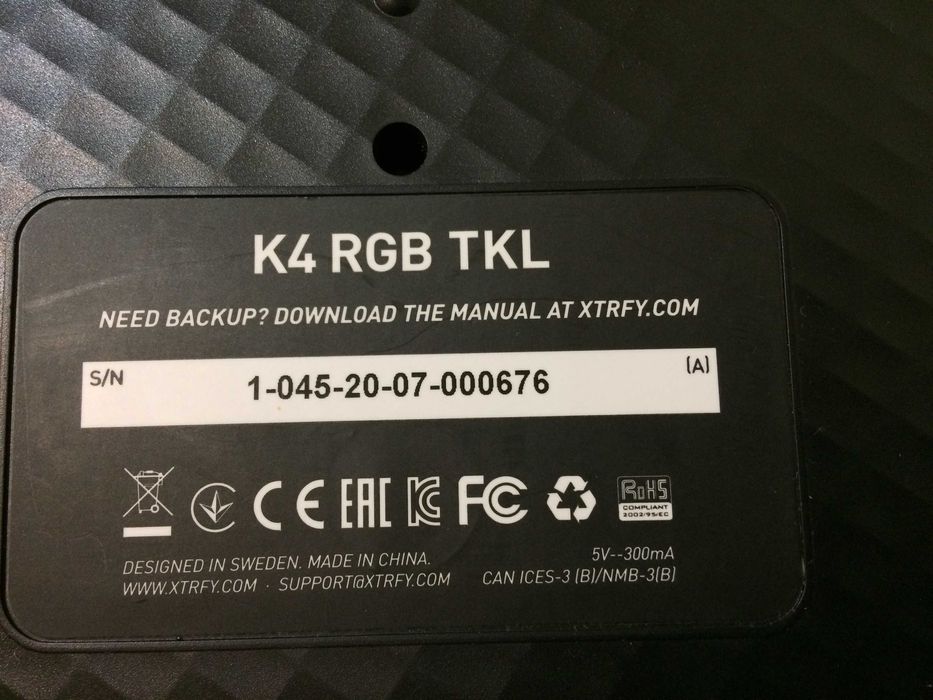 K4 RGB TKL
NEED BACKUP? DOWNLOAD THE MANUAL AT XTRFY.COM
S/N 1-045-20-07-000676 (A)
CE EAC KC FC RoHS
COMPLIANT
2002/95/EC
DESIGNED IN SWEDEN. MADE IN CHINA. 5V--300mA
WWW.XTRFY.COM · SUPPORT@XTRFY.COM CAN ICES-3 (B)/NMB-3(B)